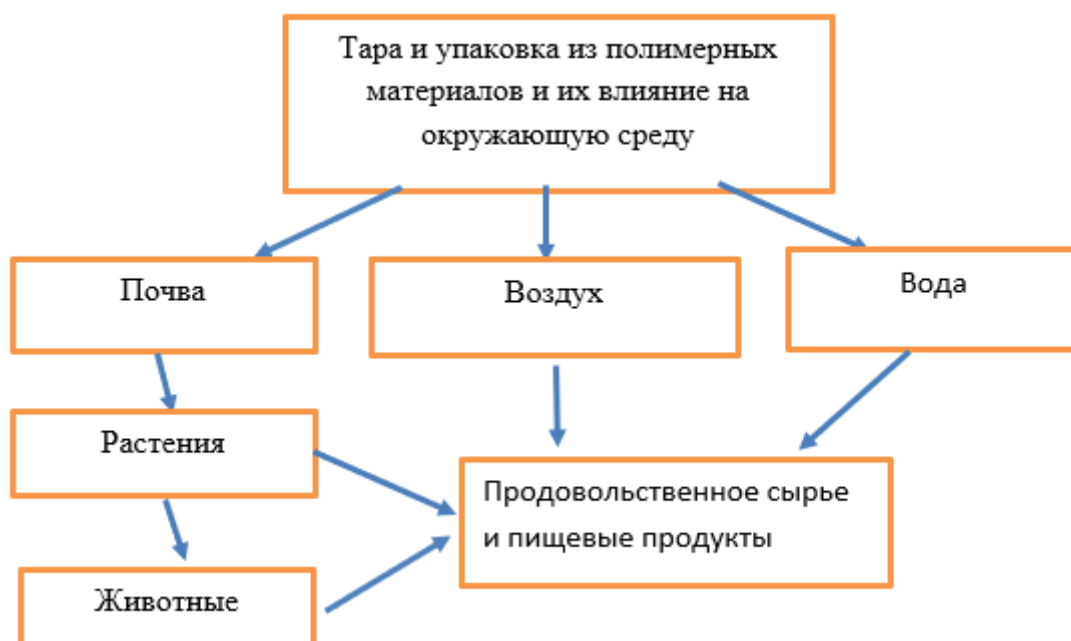 Тара и упаковка из полимерных
материалов и их влияние на
окружающую среду
Почва
Воздух
Вода
Растения
Продовольственное сырье
и пищевые продукты
Животные